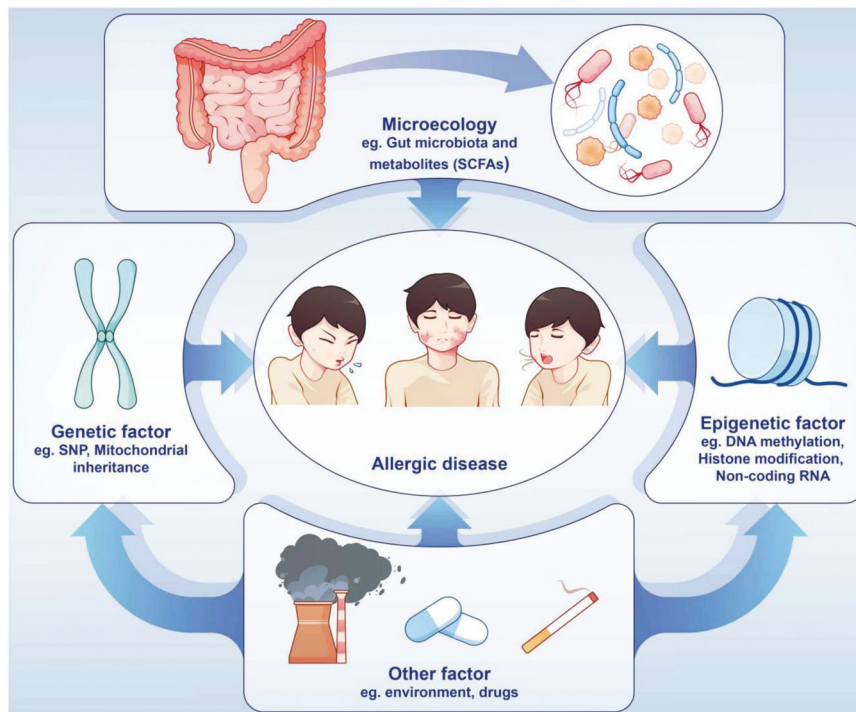 Microecology
eg. Gut microbiota and
metabolites (SCFAs)
Genetic factor
eg. SNP, Mitochondrial
inheritance
Allergic disease
Epigenetic factor
eg. DNA methylation,
Histone modification,
Non-coding RNA
Other factor
eg. environment, drugs